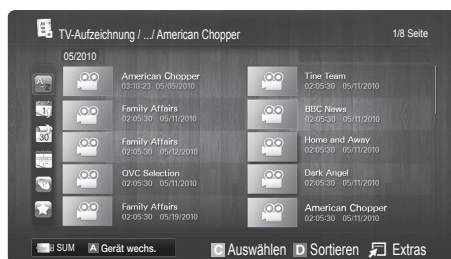 TV-Aufzeichnung / .../ American Chopper 1/8 Seite
05/2010
American Chopper
03:10:23 05/05/2010
Tine Team
02:05:30 05/11/2010
Family Affairs
02:05:30 05/11/2010
BBC News
02:05:30 05/11/2010
Family Affairs
02:05:30 05/12/2010
Home and Away
02:05:30 05/11/2010
QVC Selection
02:05:30 05/11/2010
Dark Angel
02:05:30 05/11/2010
Family Affairs
02:05:30 05/19/2010
American Chopper
02:05:30 05/11/2010
A Z
1
30
SUM A Gerät wechs. C Auswählen D Sortieren Extras